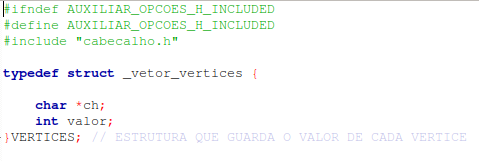 #ifndef AUXILIAR_OPCOES_H_INCLUDED
#define AUXILIAR_OPCOES_H_INCLUDED
#include "cabecalho.h"
typedef struct _vetor_vertices {
char *ch;
int valor;
}VERTICES; // ESTRUTURA QUE GUARDA O VALOR DE CADA VERTICE